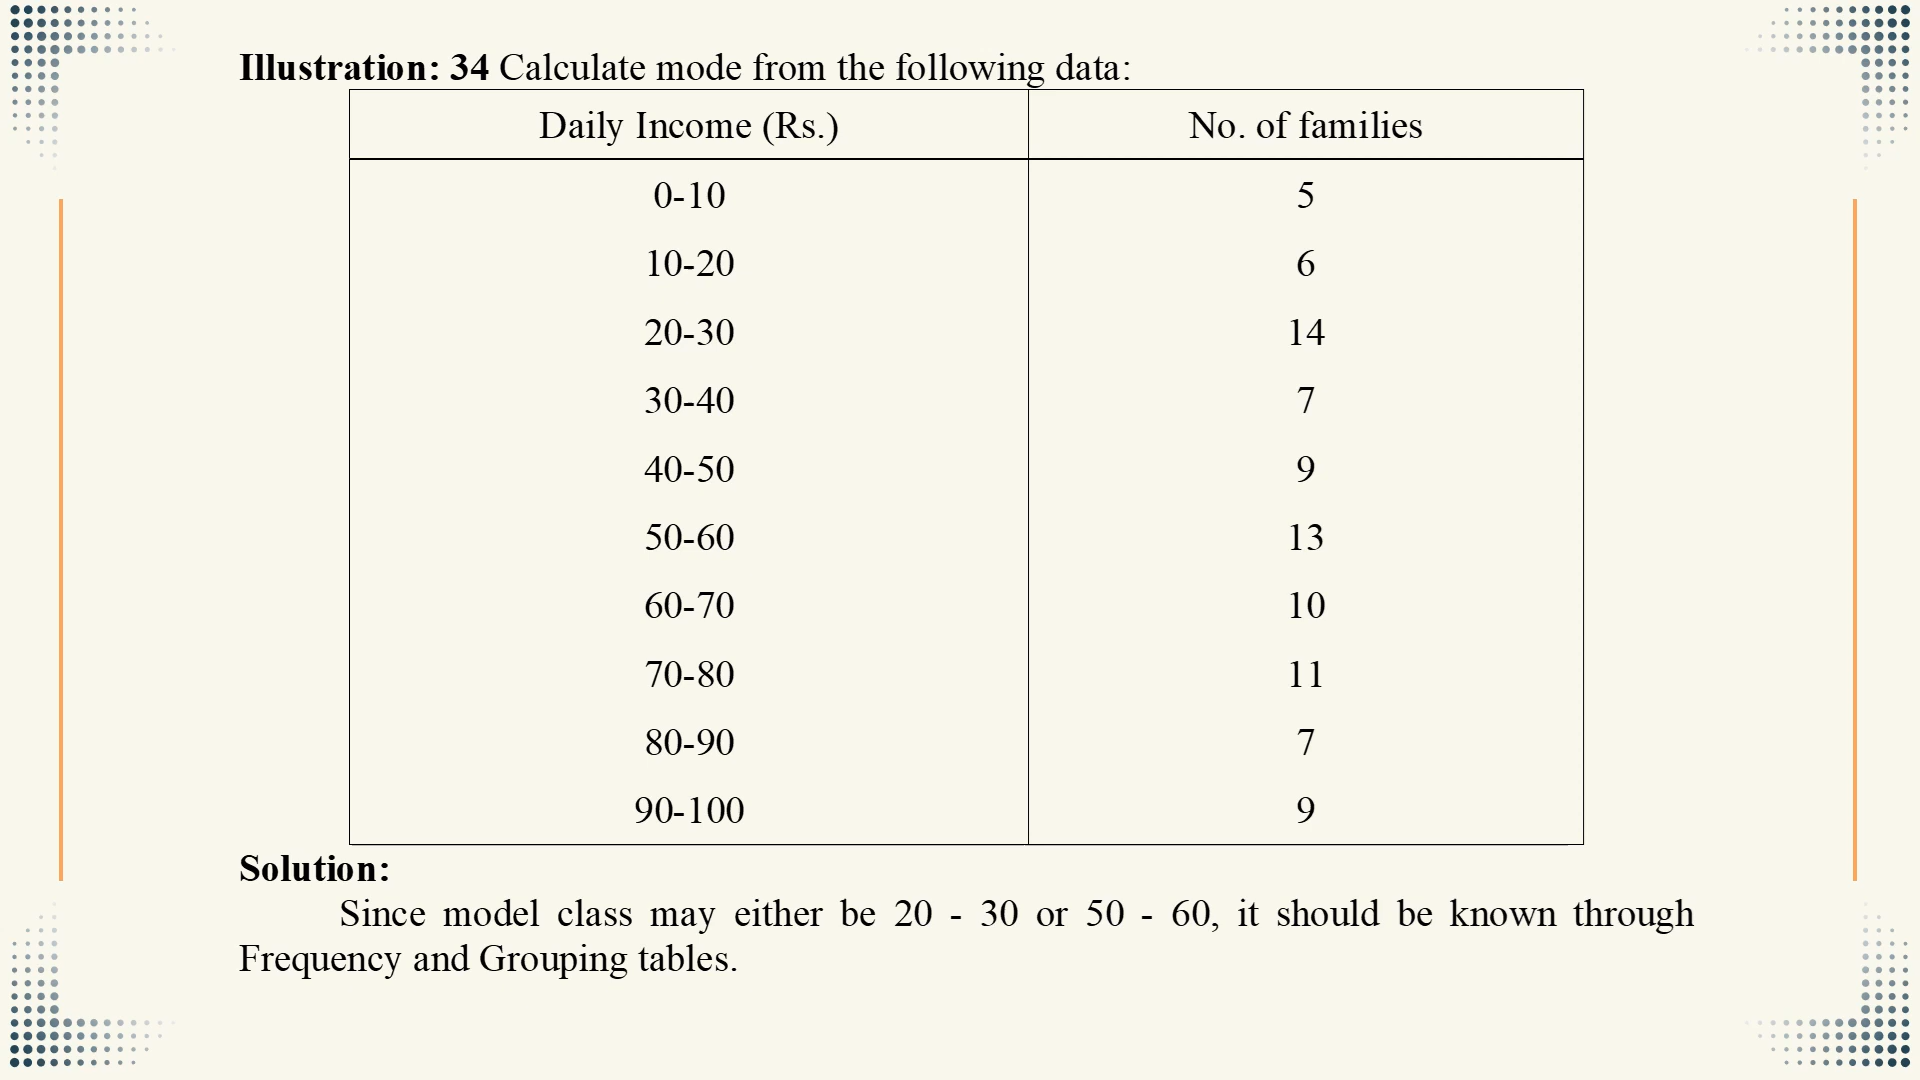 Illustration: 34 Calculate mode from the following data:
Daily Income (Rs.) No. of families
0-10 5
10-20 6
20-30 14
30-40 7
40-50 9
50-60 13
60-70 10
70-80 11
80-90 7
90-100 9
Solution:
Since model class may either be 20 - 30 or 50 - 60, it should be known through
Frequency and Grouping tables.